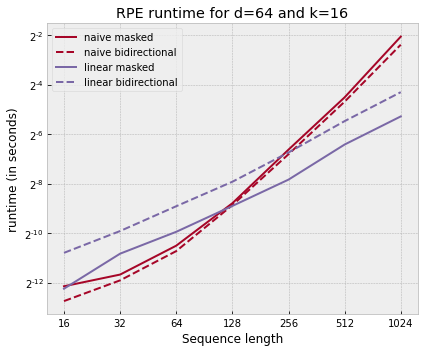 RPE runtime for d=64 and k=16
naive masked
naive bidirectional
linear masked
linear bidirectional
runtime (in seconds)
2⁻²
2⁻⁴
2⁻⁶
2⁻⁸
2⁻¹⁰
2⁻¹²
16 32 64 128 256 512 1024
Sequence length